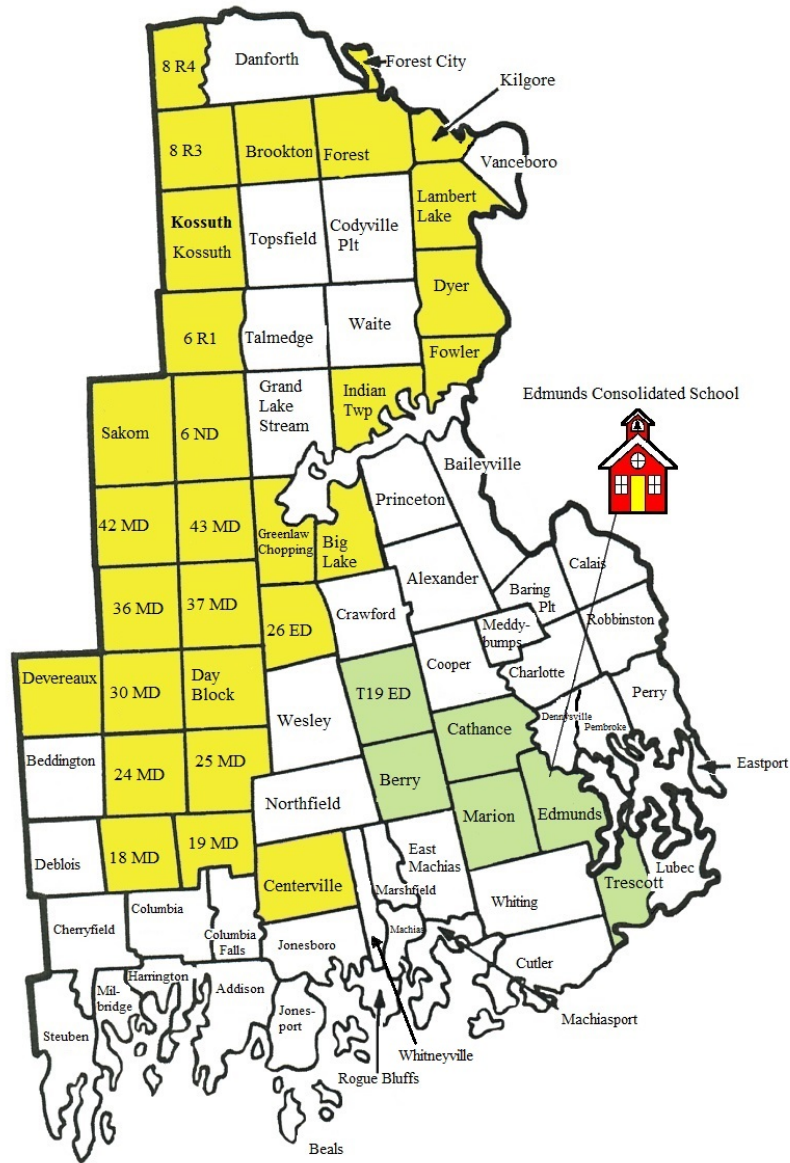 8 R4
Danforth
Forest City
Kilgore
8 R3
Brookton
Forest
Vanceboro
Kossuth
Kossuth
Topsfield
Codyville
Plt
Lambert
Lake
Dyer
6 R1
Talmedge
Waite
Fowler
Sakom
6 ND
Grand
Lake
Stream
Indian
Twp
Edmunds Consolidated School
Baileyville
Princeton
42 MD
43 MD
Greenlaw
Chopping
Big
Lake
Alexander
Calais
Baring
Plt
36 MD
37 MD
26 ED
Crawford
Meddy-
bumps
Robbinston
Cooper
Charlotte
Devereaux
30 MD
Day
Block
Wesley
T19 ED
Perry
Cathance
Dennysville
Pembroke
Beddington
24 MD
25 MD
Berry
Eastport
Northfield
Marion
Edmunds
Deblois
18 MD
19 MD
East
Machias
Centerville
Marshfield
Trescott
Lubec
Whiting
Cherryfield
Columbia
Columbia
Falls
Jonesboro
Machias
Cutler
Mil-
bridge
Harrington
Addison
Jones-
port
Machiasport
Steuben
Whitneyville
Rogue Bluffs
Beals